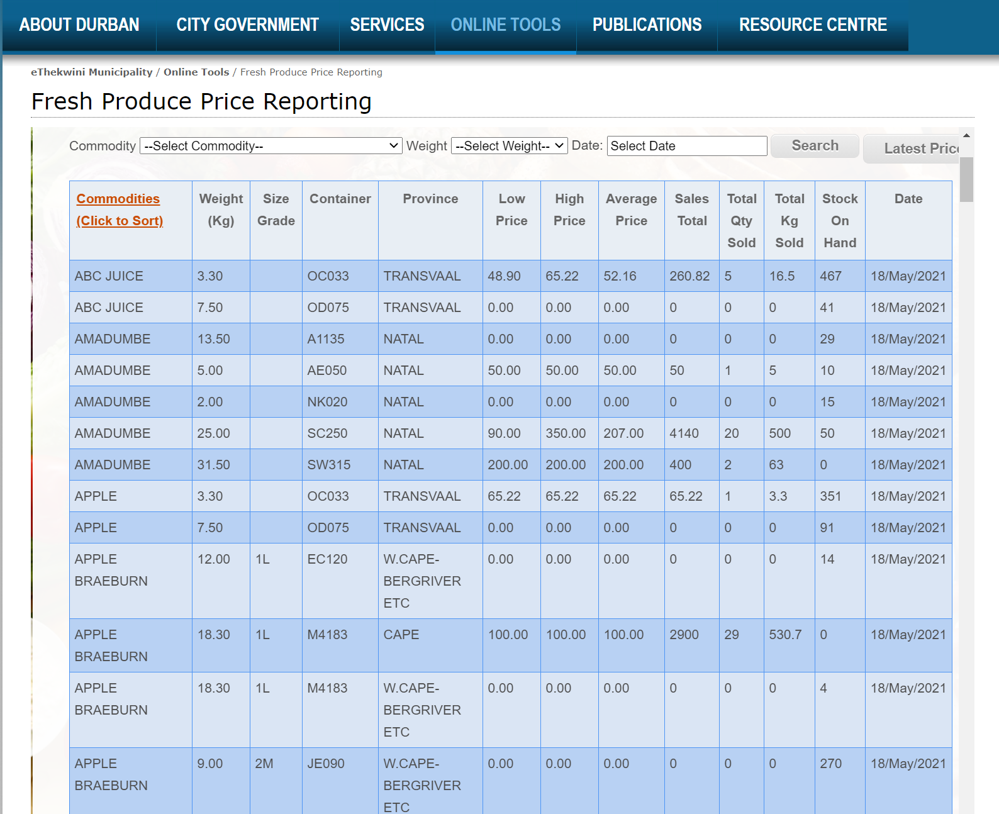 ABOUT DURBAN CITY GOVERNMENT SERVICES ONLINE TOOLS PUBLICATIONS RESOURCE CENTRE
eThekwini Municipality / Online Tools / Fresh Produce Price Reporting
Fresh Produce Price Reporting
Commodity --Select Commodity-- Weight --Select Weight-- Date: Select Date Search Latest Pric
Commodities Weight Size Container Province Low High Average Sales Total Total Stock Date
(Click to Sort) (Kg) Grade Price Price Price Total Qty Kg On
Sold Sold Hand
ABC JUICE 3.30 OC033 TRANSVAAL 48.90 65.22 52.16 260.82 5 16.5 467 18/May/2021
ABC JUICE 7.50 OD075 TRANSVAAL 0.00 0.00 0.00 0 0 0 41 18/May/2021
AMADUMBE 13.50 A1135 NATAL 0.00 0.00 0.00 0 0 0 29 18/May/2021
AMADUMBE 5.00 AE050 NATAL 50.00 50.00 50.00 50 1 5 10 18/May/2021
AMADUMBE 2.00 NK020 NATAL 0.00 0.00 0.00 0 0 0 15 18/May/2021
AMADUMBE 25.00 SC250 NATAL 90.00 350.00 207.00 4140 20 500 50 18/May/2021
AMADUMBE 31.50 SW315 NATAL 200.00 200.00 200.00 400 2 63 0 18/May/2021
APPLE 3.30 OC033 TRANSVAAL 65.22 65.22 65.22 65.22 1 3.3 351 18/May/2021
APPLE 7.50 OD075 TRANSVAAL 0.00 0.00 0.00 0 0 0 91 18/May/2021
APPLE 12.00 1L EC120 W.CAPE- 0.00 0.00 0.00 0 0 0 14 18/May/2021
BRAEBURN BERGRIVER
ETC
APPLE 18.30 1L M4183 CAPE 100.00 100.00 100.00 2900 29 530.7 0 18/May/2021
BRAEBURN
APPLE 18.30 1L M4183 W.CAPE- 0.00 0.00 0.00 0 0 0 4 18/May/2021
BRAEBURN BERGRIVER
ETC
APPLE 9.00 2M JE090 W.CAPE- 0.00 0.00 0.00 0 0 0 270 18/May/2021
BRAEBURN BERGRIVER
ETC